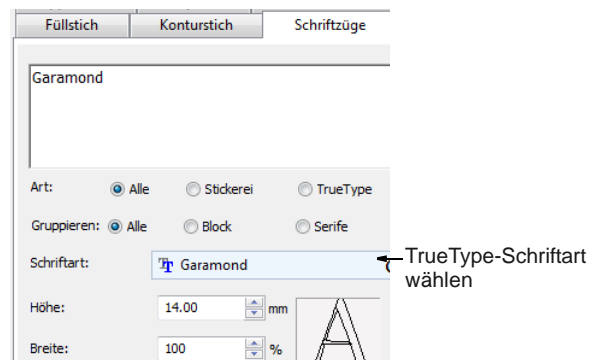 Füllstich Konturstich Schriftzüge
Garamond
Art: Alle Stickerei TrueType
Gruppieren: Alle Block Serife
Schriftart: Garamond
TrueType-Schriftart
wählen
Höhe: 14.00 mm
Breite: 100 %